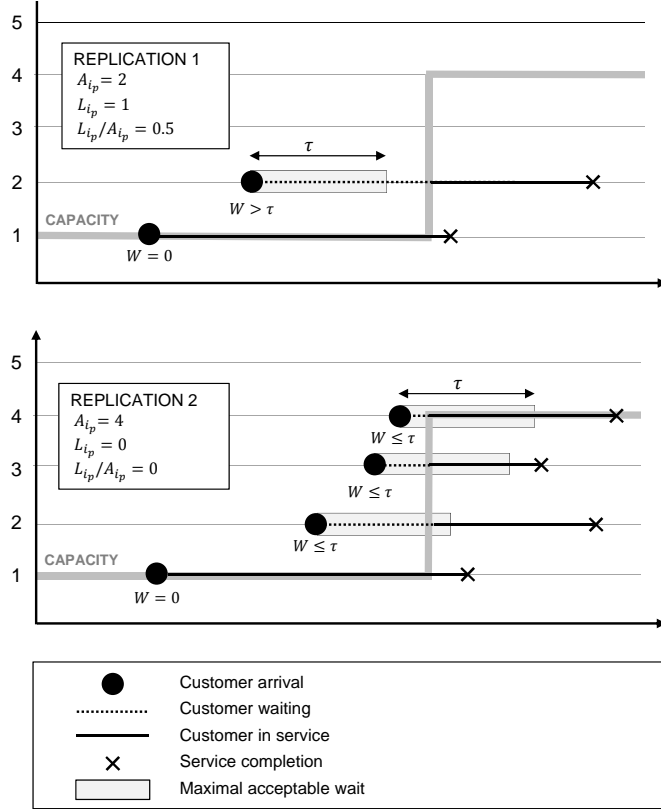 5
REPLICATION 1
4
A_{i_p} = 2
L_{i_p} = 1
L_{i_p}/A_{i_p} = 0.5
3
τ
2
W > τ
CAPACITY
1
W = 0
5
REPLICATION 2
τ
A_{i_p} = 4
4
L_{i_p} = 0
W ≤ τ
L_{i_p}/A_{i_p} = 0
3
W ≤ τ
2
W ≤ τ
CAPACITY
1
W = 0
Customer arrival
Customer waiting
Customer in service
Service completion
Maximal acceptable wait